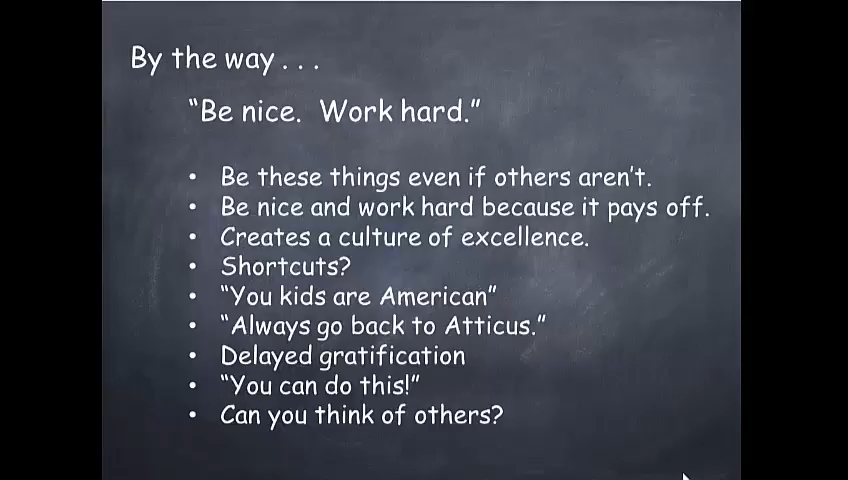 By the way . . .
“Be nice.  Work hard.”
• Be these things even if others aren’t.
• Be nice and work hard because it pays off.
• Creates a culture of excellence.
• Shortcuts?
• “You kids are American”
• “Always go back to Atticus.”
• Delayed gratification
• “You can do this!”
• Can you think of others?